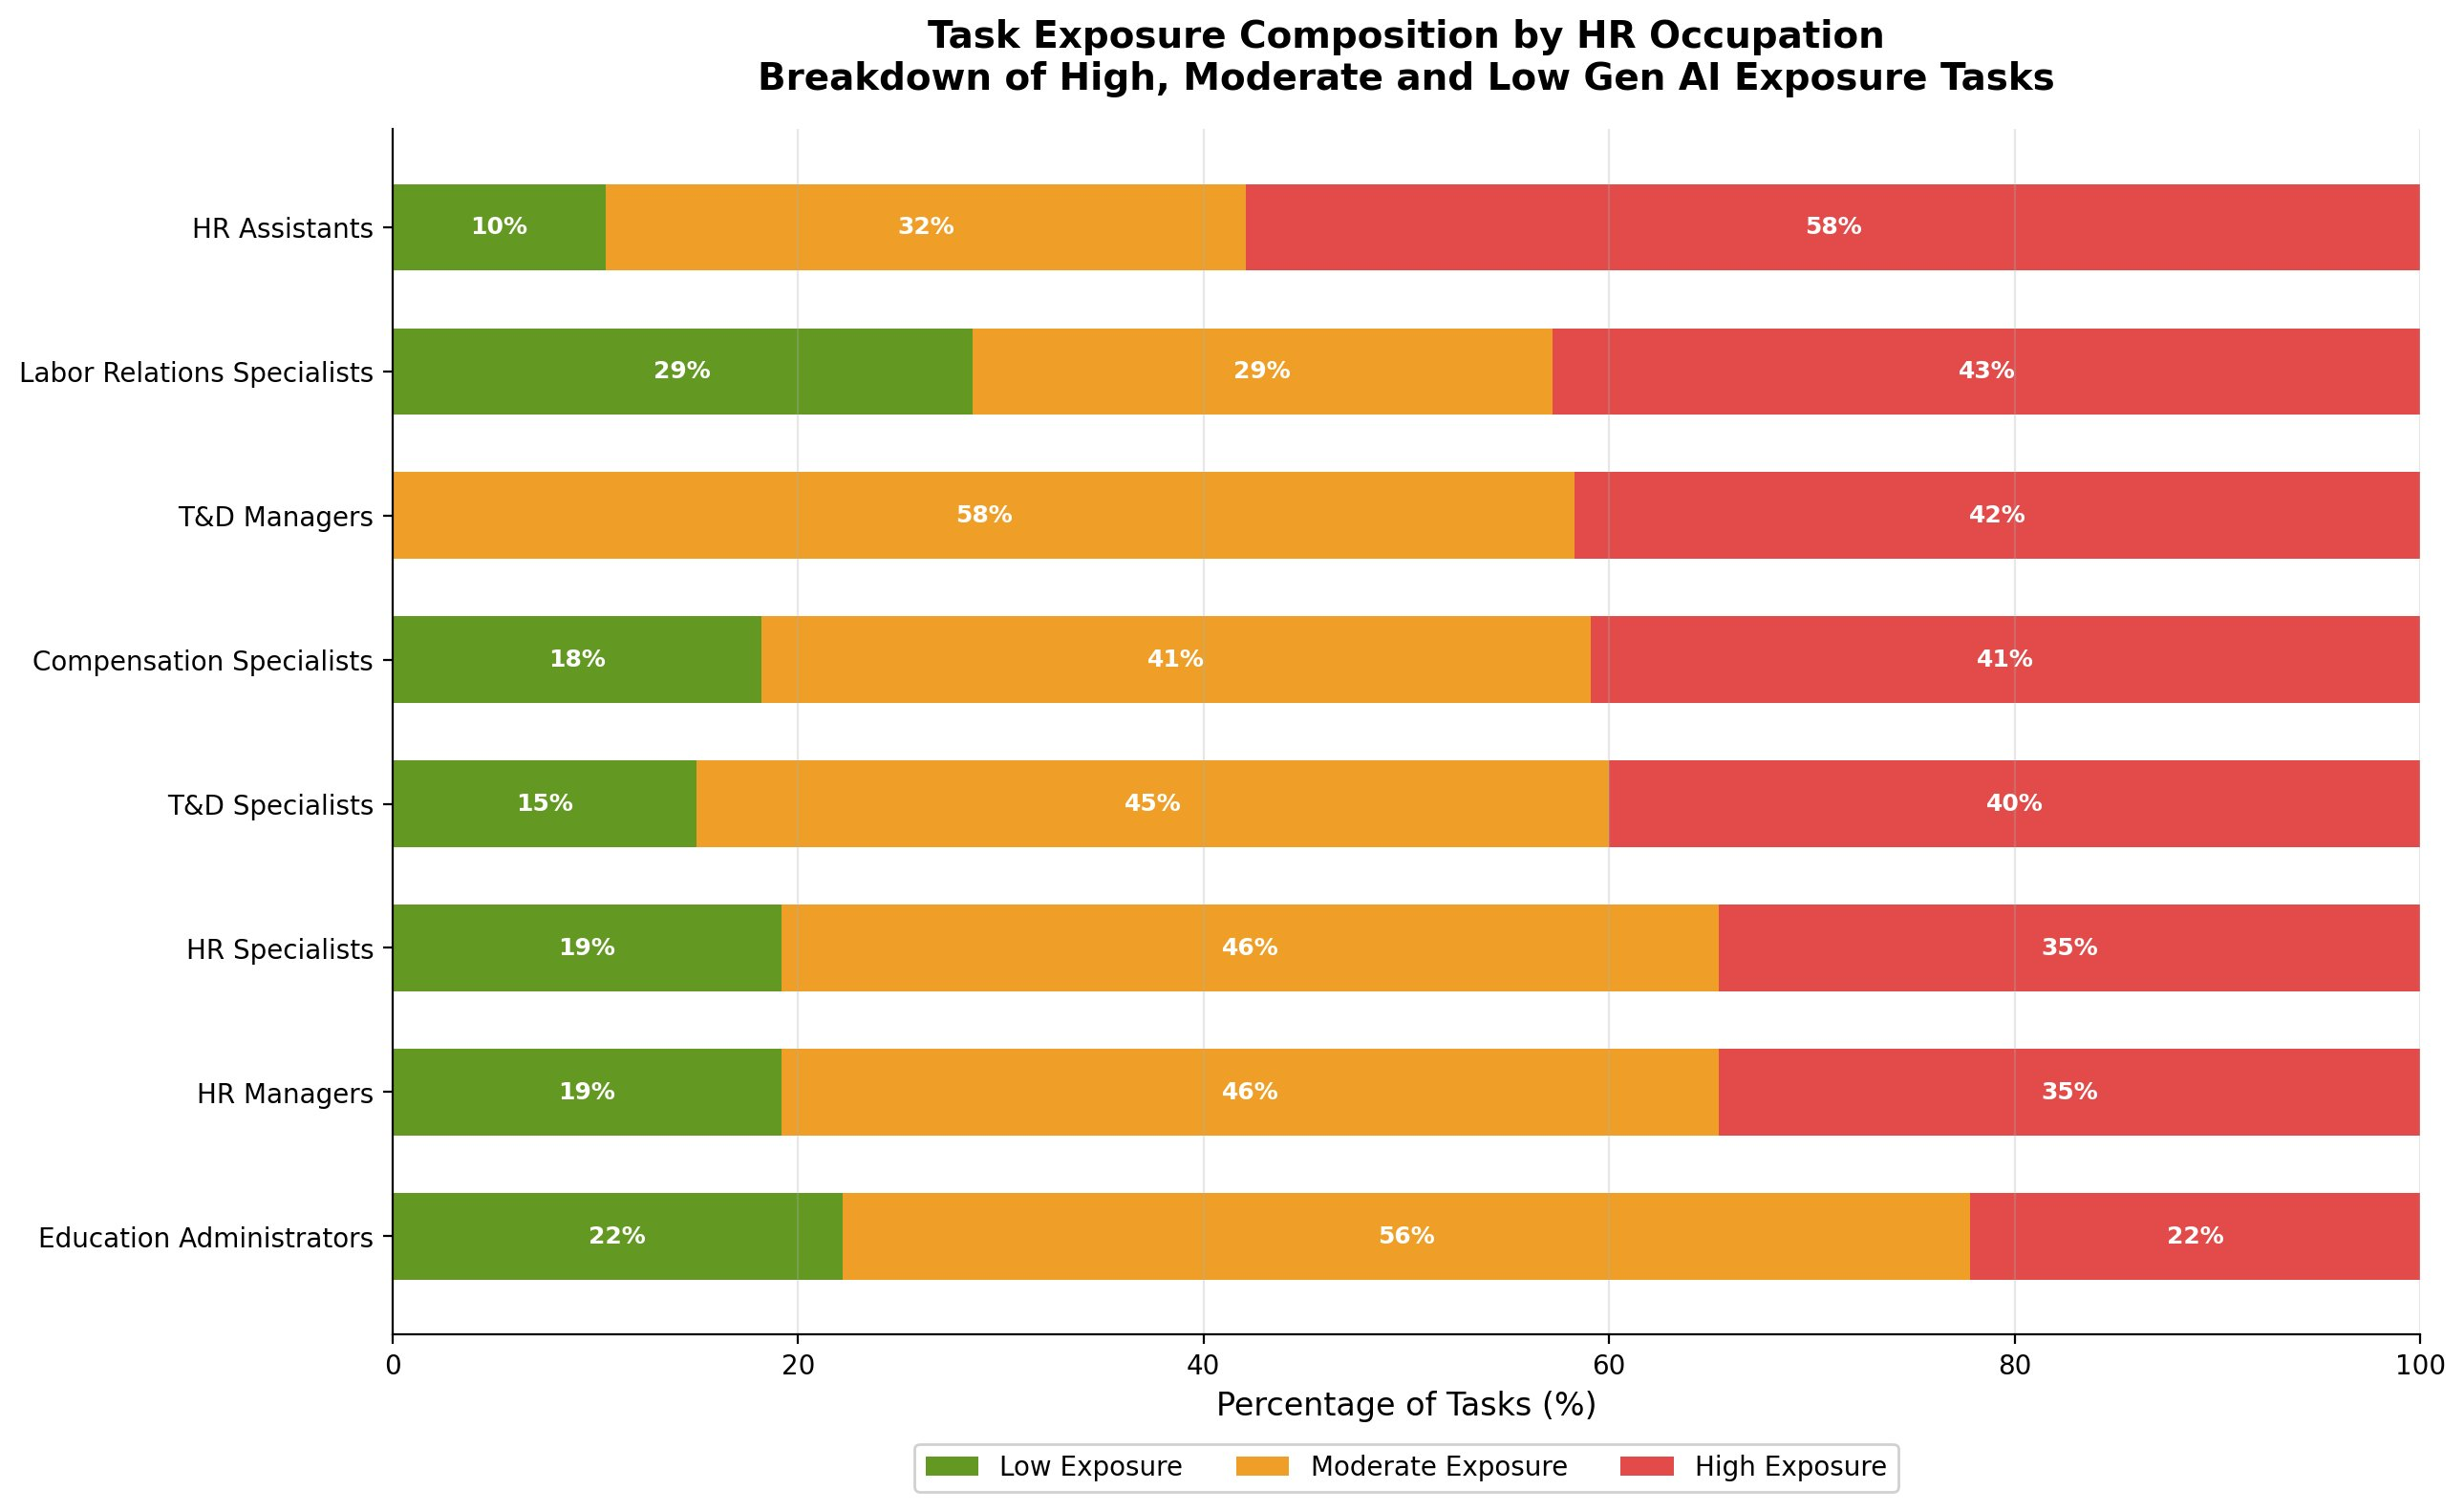 Task Exposure Composition by HR Occupation
Breakdown of High, Moderate and Low Gen AI Exposure Tasks
HR Assistants 10% 32% 58%
Labor Relations Specialists 29% 29% 43%
T&D Managers 58% 42%
Compensation Specialists 18% 41% 41%
T&D Specialists 15% 45% 40%
HR Specialists 19% 46% 35%
HR Managers 19% 46% 35%
Education Administrators 22% 56% 22%
0 20 40 60 80 100
Percentage of Tasks (%)
Low Exposure Moderate Exposure High Exposure